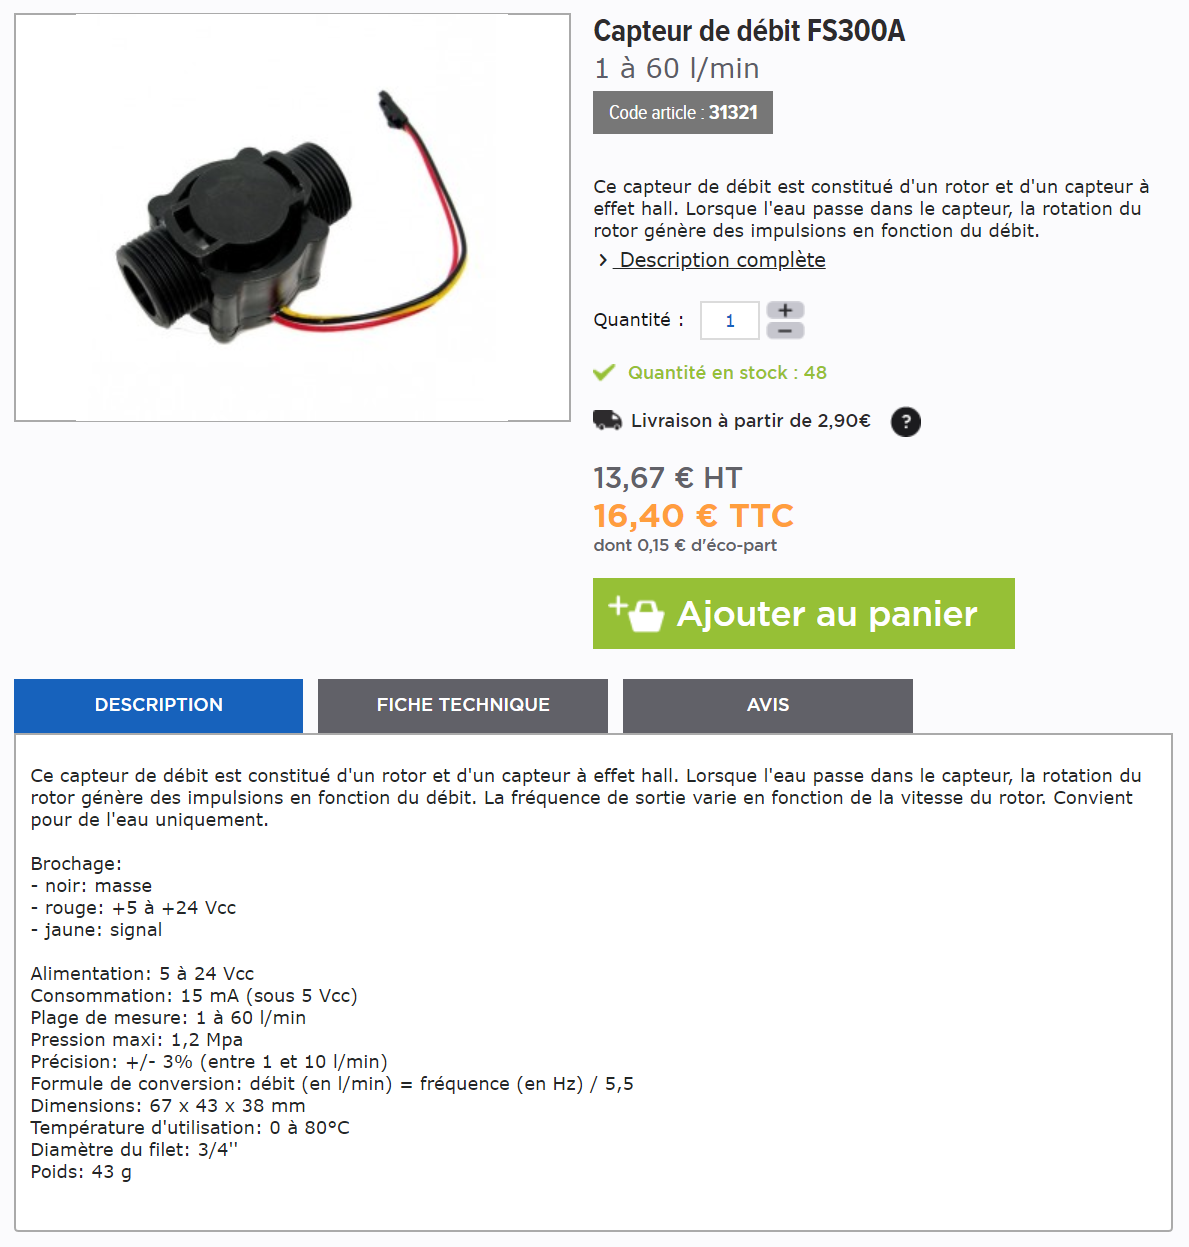 Capteur de débit FS300A
1 à 60 l/min
Code article : 31321
Ce capteur de débit est constitué d'un rotor et d'un capteur à
effet hall. Lorsque l'eau passe dans le capteur, la rotation du
rotor génère des impulsions en fonction du débit.
› Description complète
Quantité : 1 + −
Quantité en stock : 48
Livraison à partir de 2,90€ ?
13,67 € HT
16,40 € TTC
dont 0,15 € d'éco-part
+ Ajouter au panier
DESCRIPTION FICHE TECHNIQUE AVIS
Ce capteur de débit est constitué d'un rotor et d'un capteur à effet hall. Lorsque l'eau passe dans le capteur, la rotation du
rotor génère des impulsions en fonction du débit. La fréquence de sortie varie en fonction de la vitesse du rotor. Convient
pour de l'eau uniquement.
Brochage:
- noir: masse
- rouge: +5 à +24 Vcc
- jaune: signal
Alimentation: 5 à 24 Vcc
Consommation: 15 mA (sous 5 Vcc)
Plage de mesure: 1 à 60 l/min
Pression maxi: 1,2 Mpa
Précision: +/- 3% (entre 1 et 10 l/min)
Formule de conversion: débit (en l/min) = fréquence (en Hz) / 5,5
Dimensions: 67 x 43 x 38 mm
Température d'utilisation: 0 à 80°C
Diamètre du filet: 3/4''
Poids: 43 g